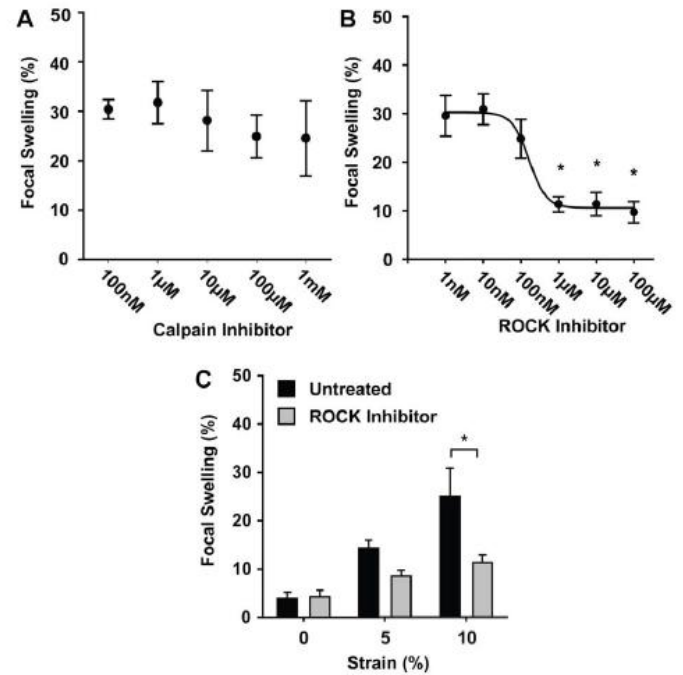 A
50
40
30
20
10
0
Focal Swelling (%)
100nM
1µM
10µM
100µM
1mM
Calpain Inhibitor
B
50
40
30
20
10
0
Focal Swelling (%)
*
*
*
1nM
10nM
100nM
1µM
10µM
100µM
ROCK Inhibitor
C
50
40
30
20
10
0
Focal Swelling (%)
Untreated
ROCK Inhibitor
*
0
5
10
Strain (%)